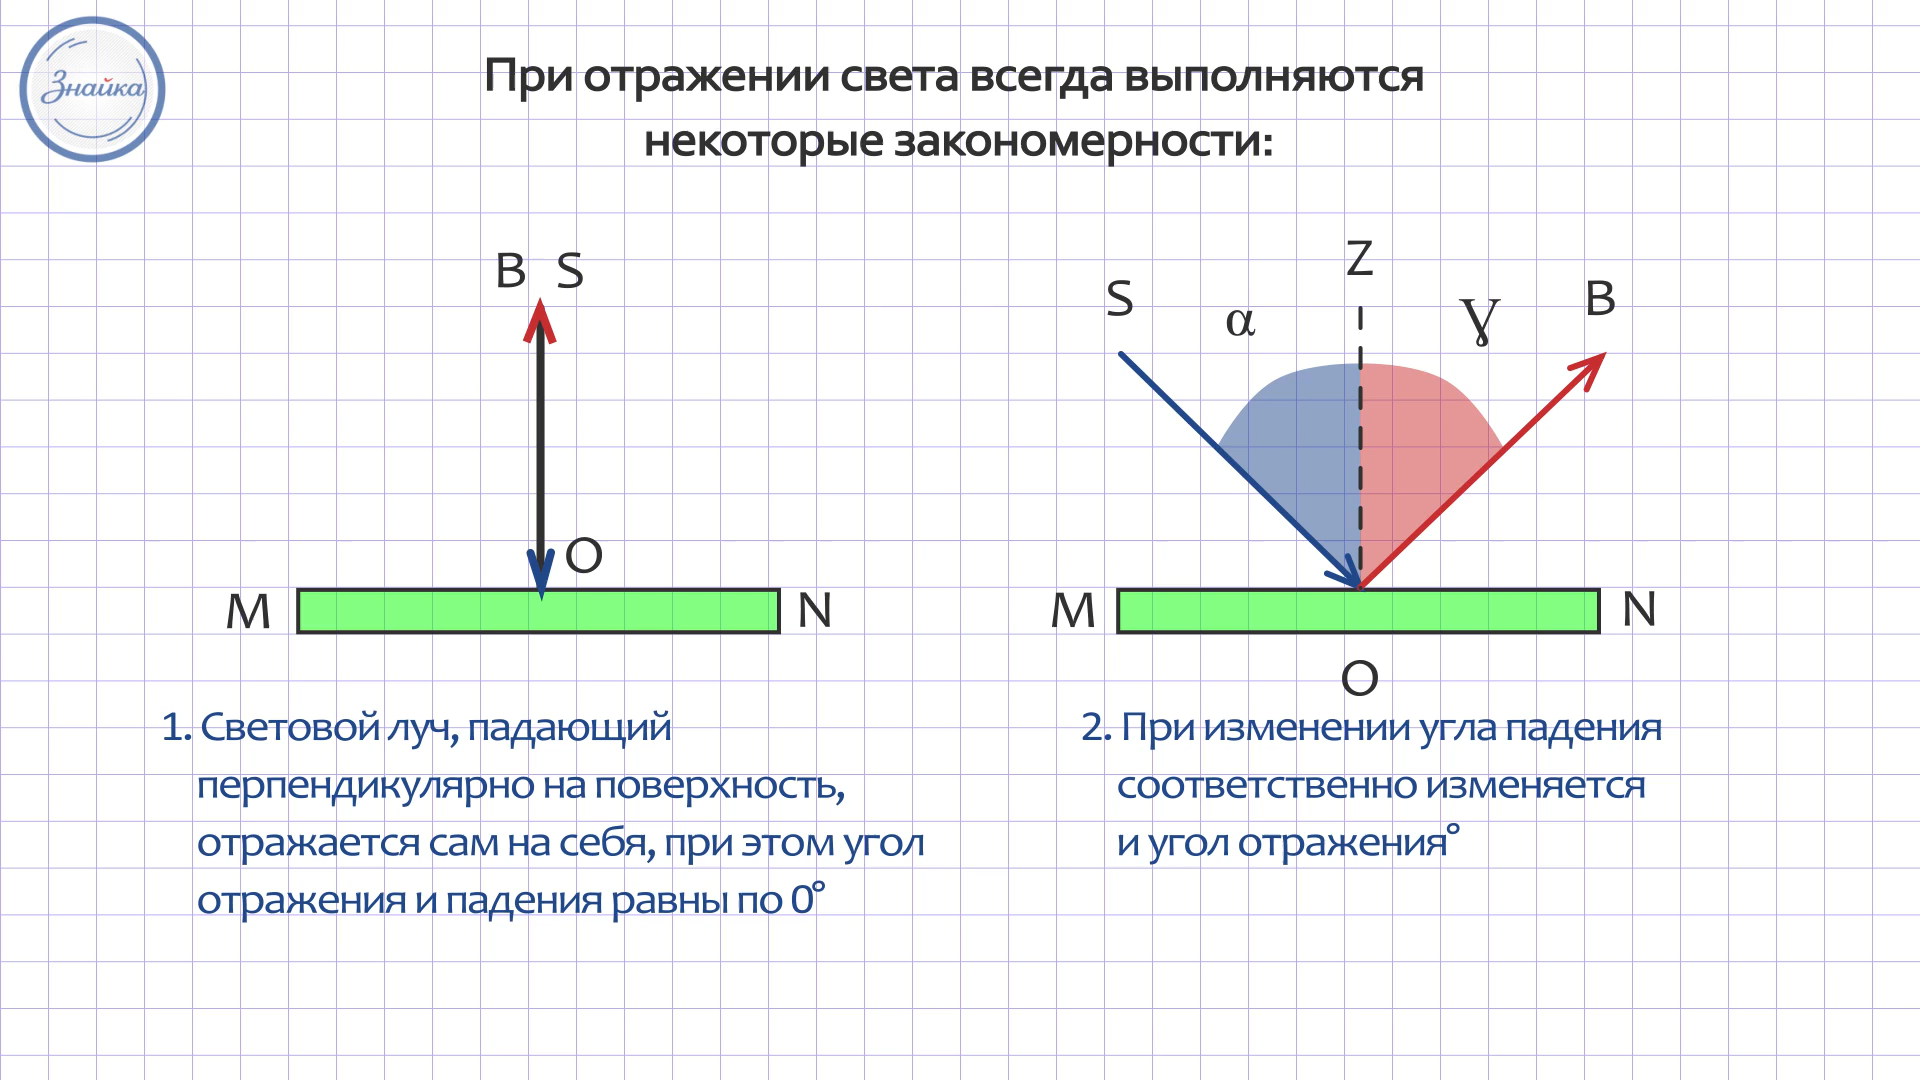 Знайка
При отражении света всегда выполняются
некоторые закономерности:
B S
O
M N
Z
S B
α γ
M N
O
1. Световой луч, падающий
перпендикулярно на поверхность,
отражается сам на себя, при этом угол
отражения и падения равны по 0°
2. При изменении угла падения
соответственно изменяется
и угол отражения°